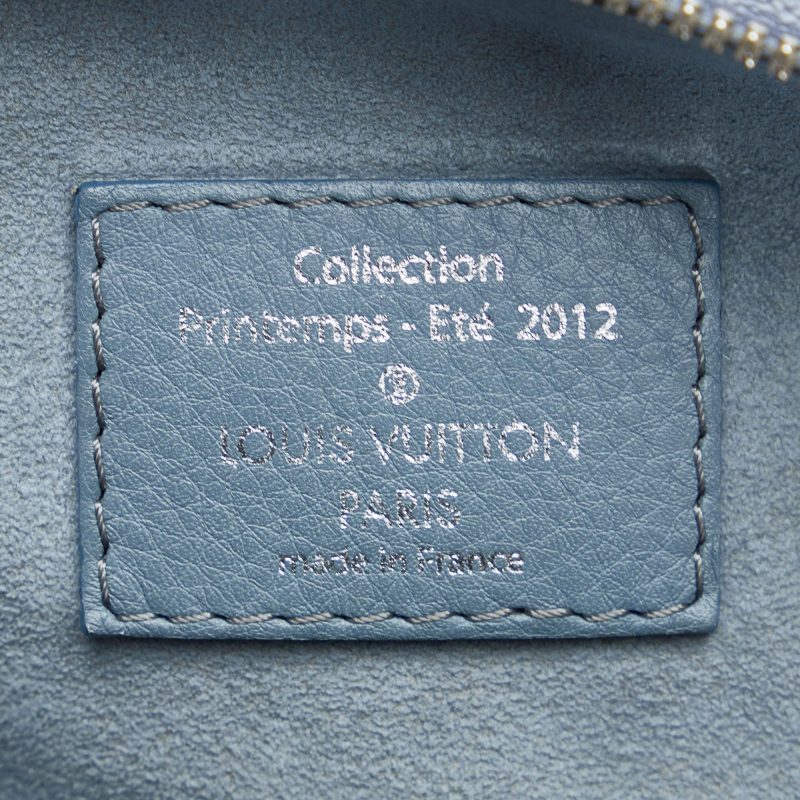 Collection
Printemps - Eté 2012
®
LOUIS VUITTON
PARIS
made in France